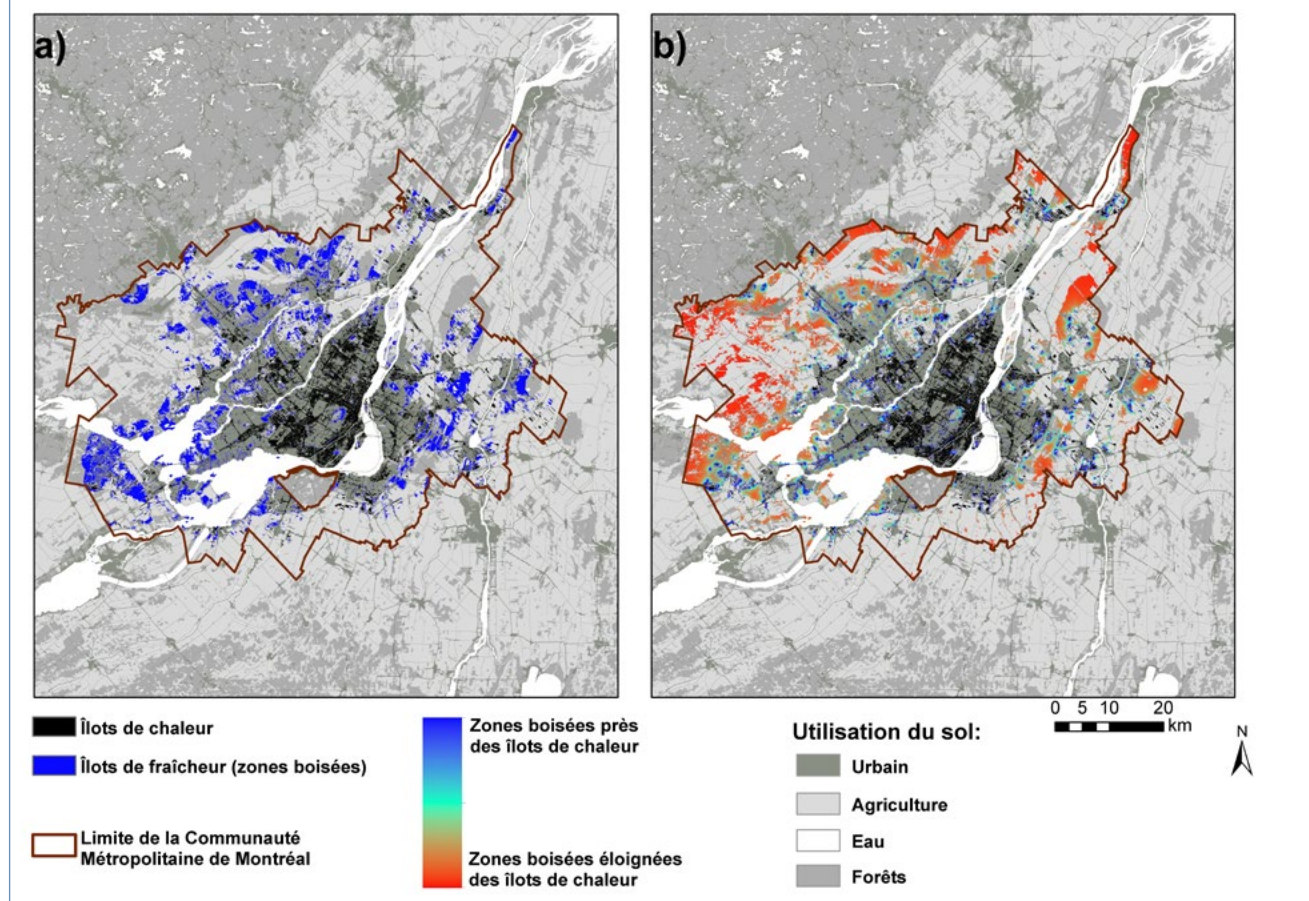 a)
b)
Îlots de chaleur
Îlots de fraîcheur (zones boisées)
Limite de la Communauté
Métropolitaine de Montréal
Zones boisées près
des îlots de chaleur
Zones boisées éloignées
des îlots de chaleur
Utilisation du sol:
Urbain
Agriculture
Eau
Forêts
0 5 10 20
km
N